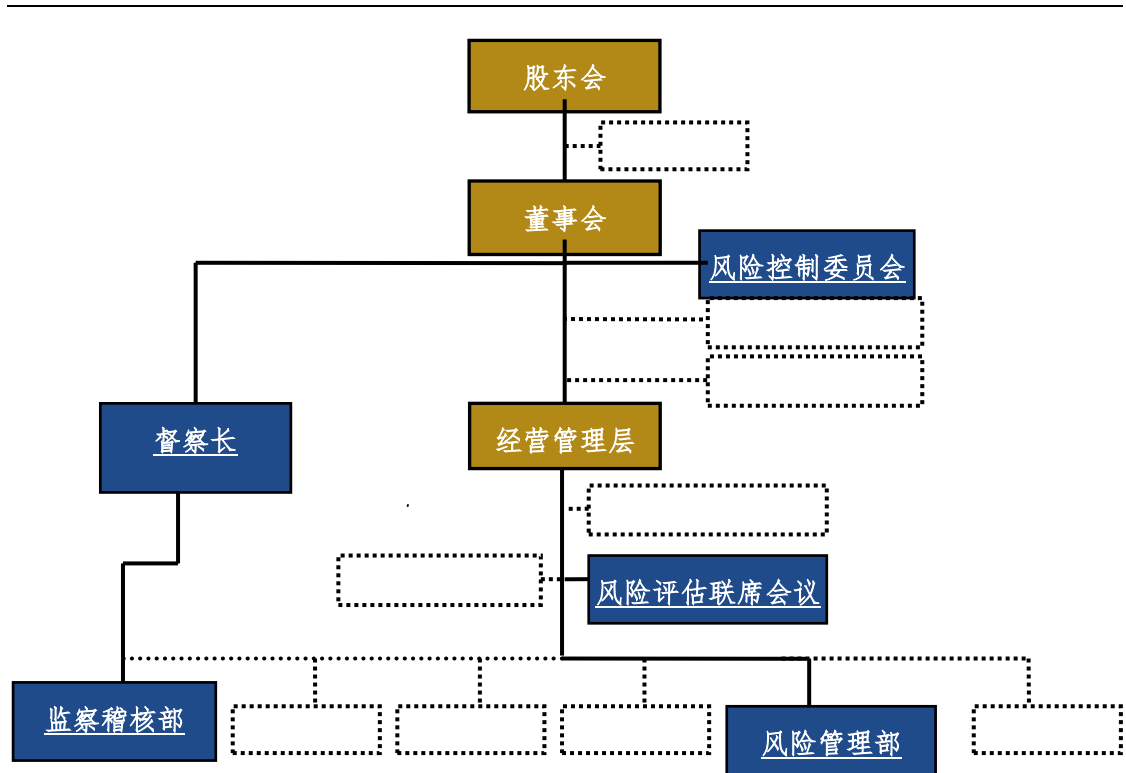 股东会
董事会
风险控制委员会
督察长
经营管理层
风险评估联席会议
监察稽核部
风险管理部